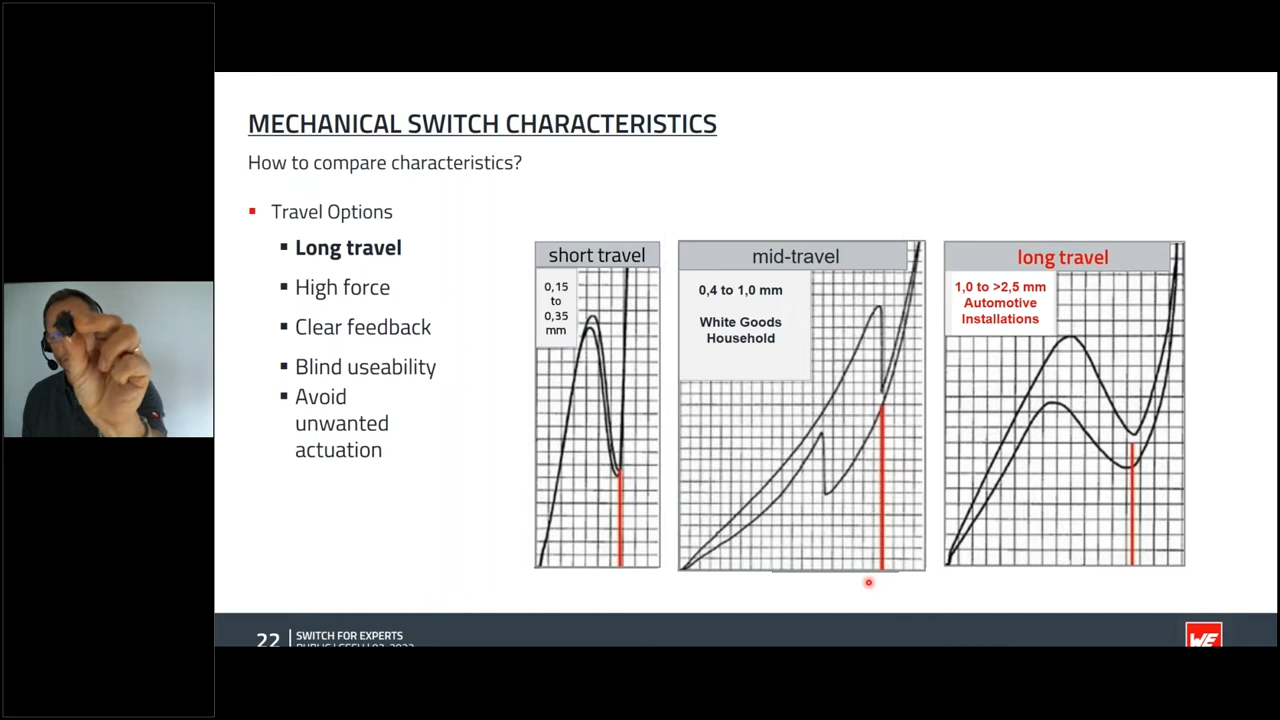 MECHANICAL SWITCH CHARACTERISTICS
How to compare characteristics?
Travel Options
Long travel
High force
Clear feedback
Blind useability
Avoid
unwanted
actuation
short travel
0,15
to
0,35
mm
mid-travel
0,4 to 1,0 mm
White Goods
Household
long travel
1,0 to >2,5 mm
Automotive
Installations
22
SWITCH FOR EXPERTS
WE